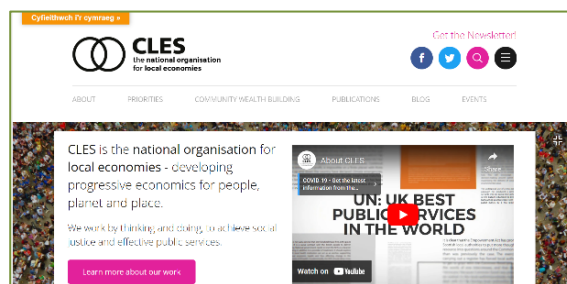 Cyfieithwch i'r cymraeg »
Get the Newsletter!
CLES
the national organisation
for local economies
ABOUT PRIORITIES COMMUNITY WEALTH BUILDING PUBLICATIONS BLOG EVENTS
CLES is the national organisation for
local economies - developing
progressive economics for people,
planet and place.
We work by thinking and doing, to achieve social
justice and effective public services.
Learn more about our work
About CLES
Share
COVID-19 - Get the latest
information from the...
UN: UK BEST
PUBLIC SERVICES
IN THE WORLD
Watch on YouTube